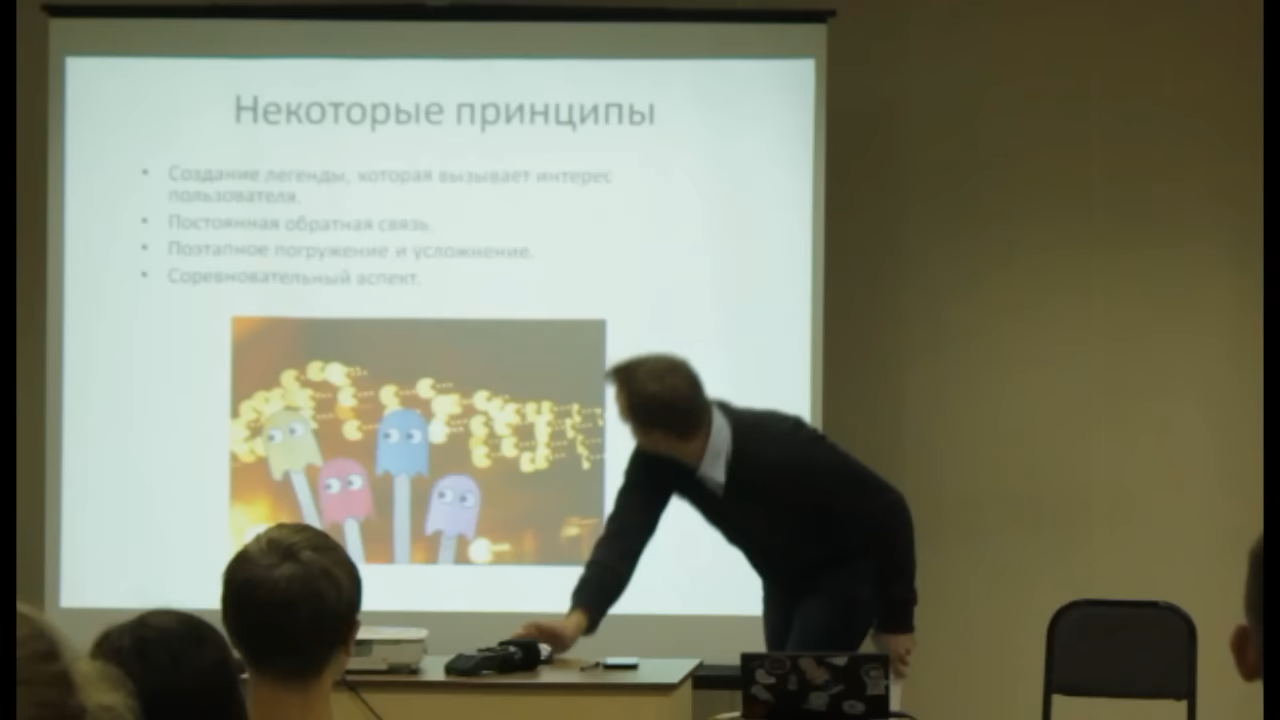 Некоторые принципы
• Создание легенды, которая вызывает интерес
пользователя.
• Постоянная обратная связь.
• Поэтапное погружение и усложнение.
• Соревновательный аспект.